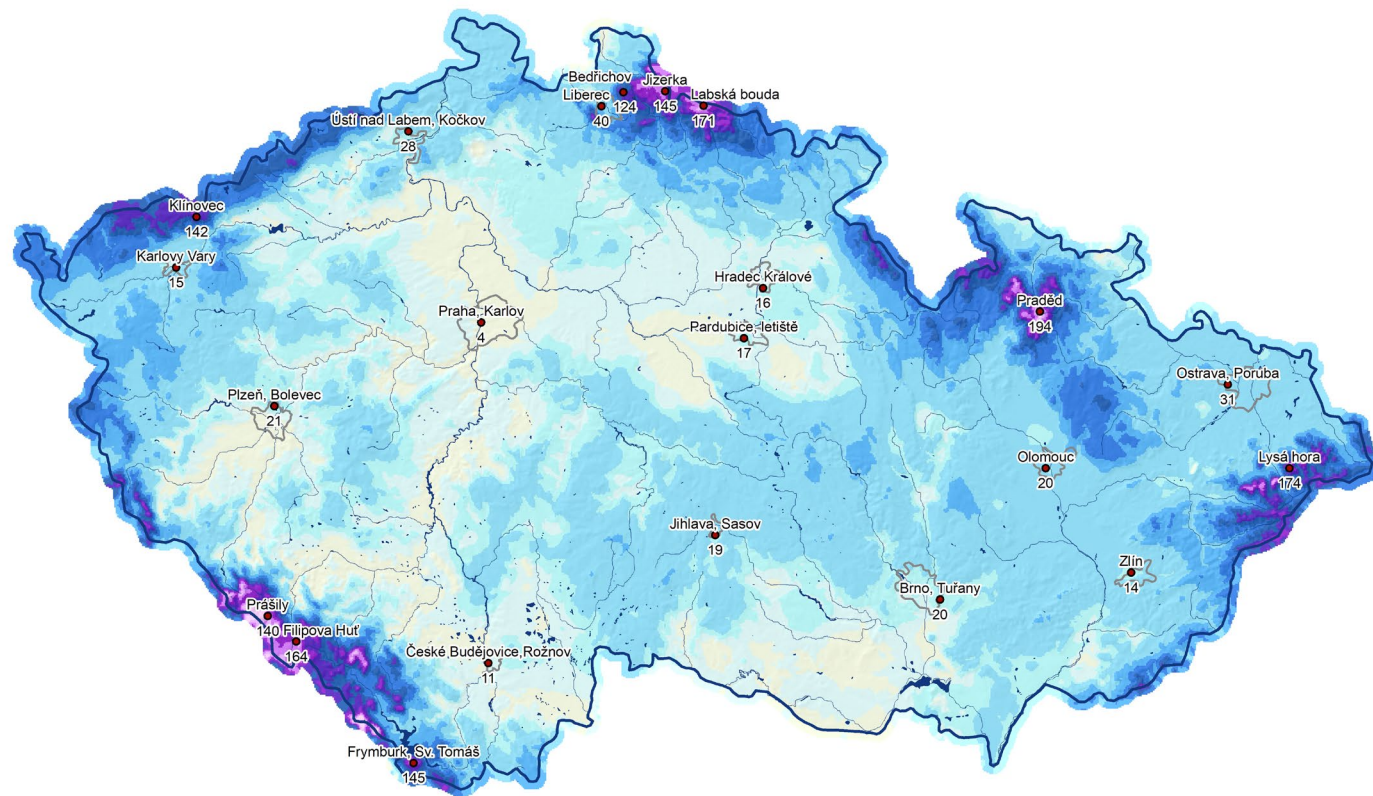 Bedřichov
Jizerka
Liberec
124
145
Labská bouda
40
171
Ústí nad Labem, Kočkov
28
Klínovec
142
Karlovy Vary
15
Hradec Králové
16
Praděd
194
Praha, Karlov
4
Pardubice, letiště
17
Ostrava, Poruba
31
Plzeň, Bolevec
21
Olomouc
20
Lysá hora
174
Jihlava, Sasov
19
Zlín
14
Brno, Tuřany
20
Prášily
140
Filipova Huť
164
České Budějovice,Rožnov
11
Frymburk, Sv. Tomáš
145